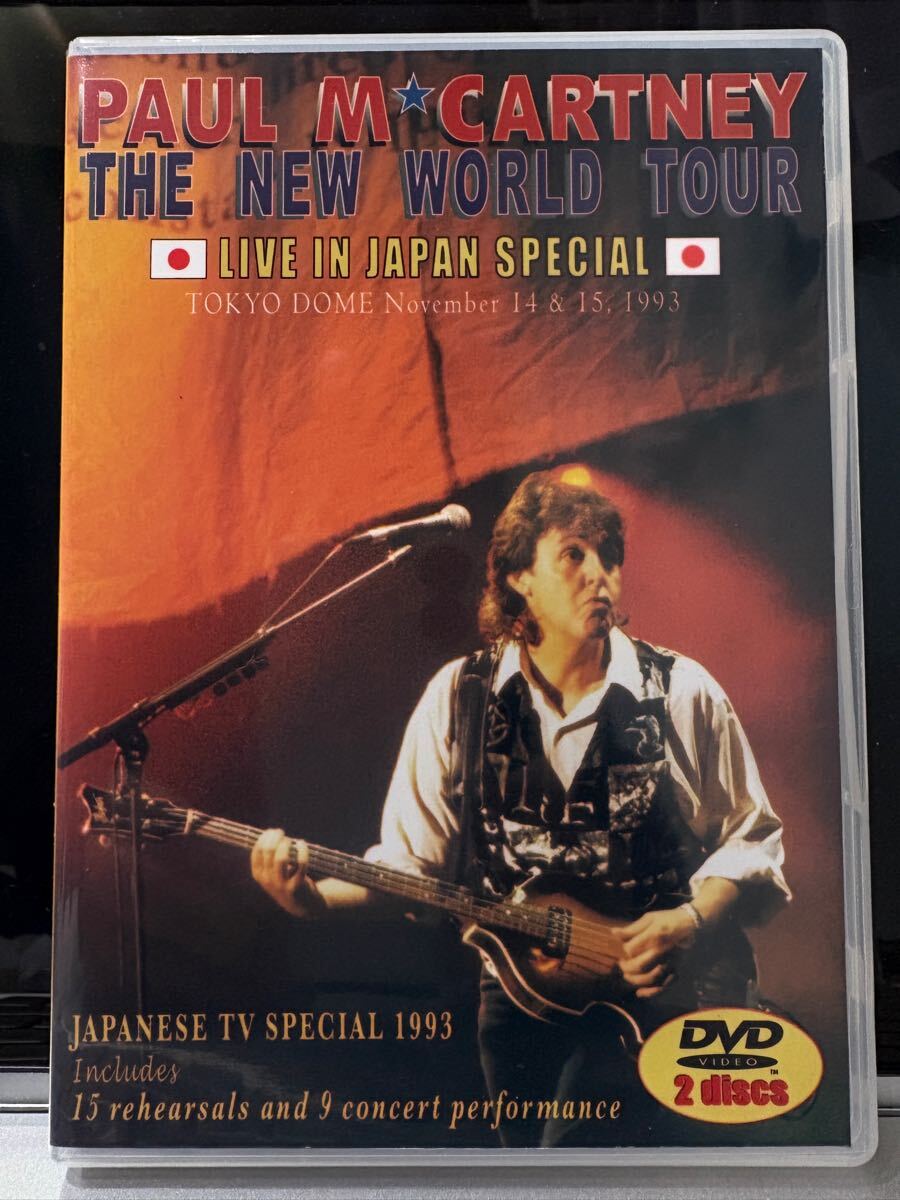 PAUL M★CARTNEY
THE NEW WORLD TOUR
LIVE IN JAPAN SPECIAL
TOKYO DOME November 14 & 15, 1993
JAPANESE TV SPECIAL 1993
Includes
15 rehearsals and 9 concert performance
DVD
VIDEO
TM
2 discs